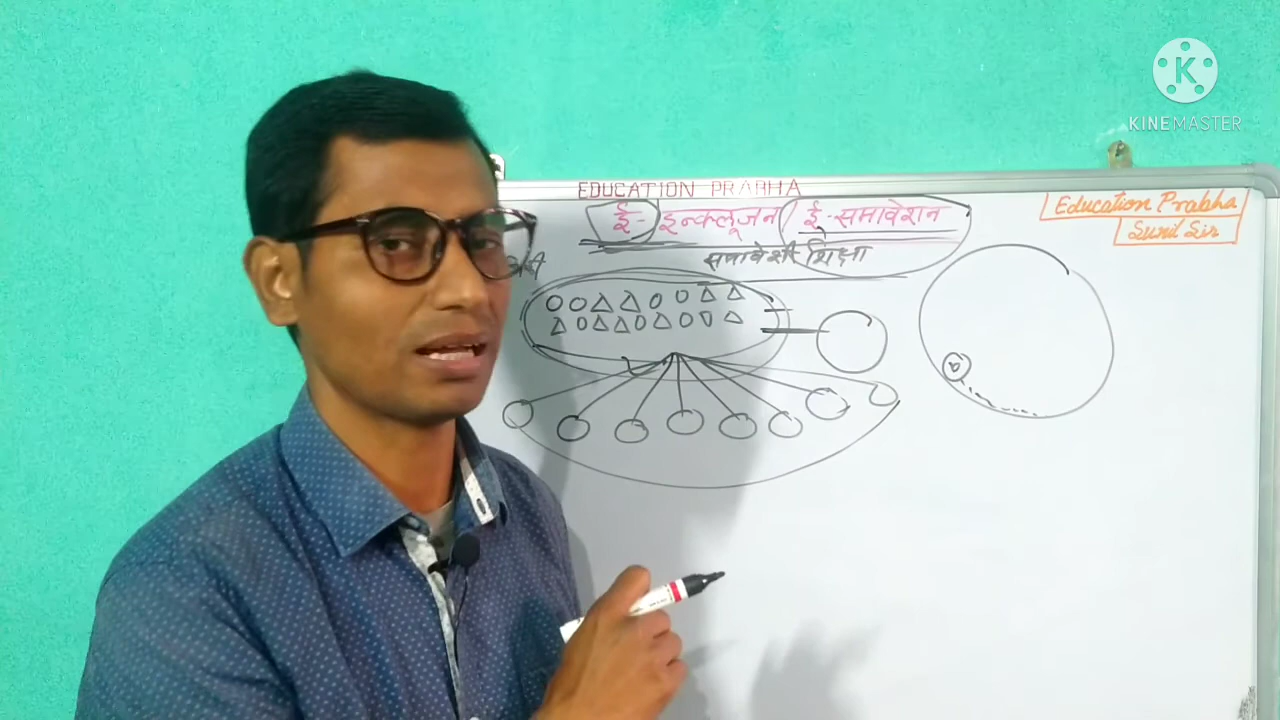 KINEMASTER
EDUCATION PRABHA
ई- इन्क्लूजन ई-समावेशन
Education Prabha
Sunil Sir
समावेशी शिक्षा